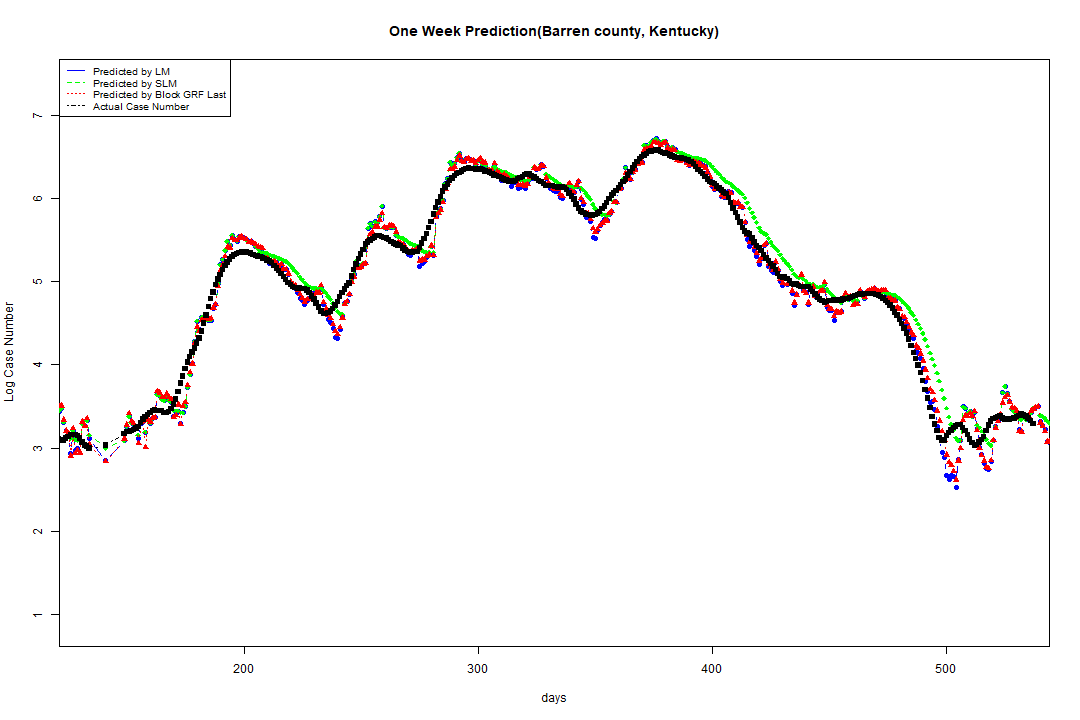 One Week Prediction(Barren county, Kentucky)
Predicted by LM
Predicted by SLM
Predicted by Block GRF Last
Actual Case Number
7
6
5
4
3
2
1
Log Case Number
200 300 400 500
days